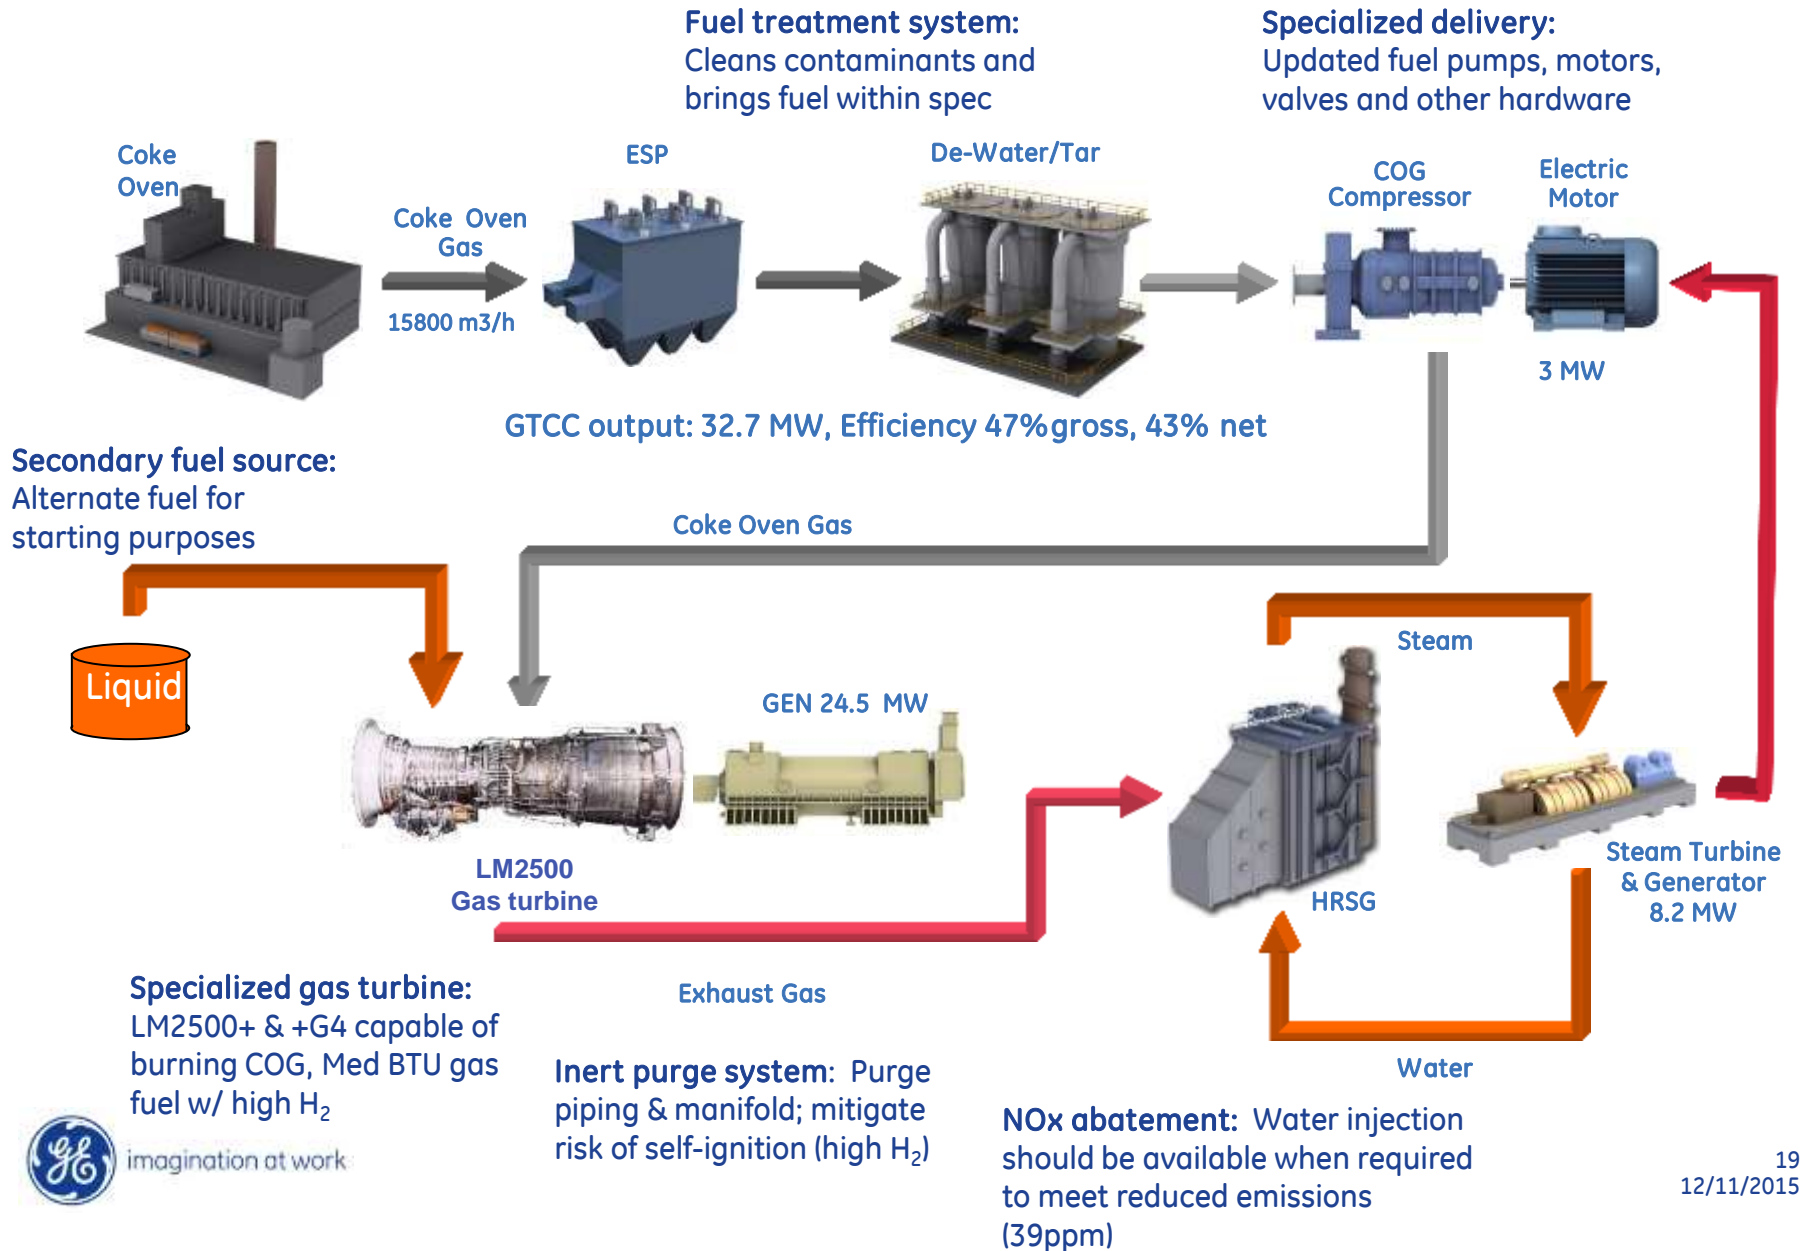 Fuel treatment system:
Cleans contaminants and
brings fuel within spec
Specialized delivery:
Updated fuel pumps, motors,
valves and other hardware
Coke
Oven
Coke Oven
Gas
15800 m3/h
ESP
De-Water/Tar
COG
Compressor
Electric
Motor
3 MW
GTCC output: 32.7 MW, Efficiency 47%gross, 43% net
Secondary fuel source:
Alternate fuel for
starting purposes
Coke Oven Gas
Liquid
GEN 24.5 MW
Steam
LM2500
Gas turbine
HRSG
Steam Turbine
& Generator
8.2 MW
Exhaust Gas
Water
Specialized gas turbine:
LM2500+ & +G4 capable of
burning COG, Med BTU gas
fuel w/ high H₂
Inert purge system: Purge
piping & manifold; mitigate
risk of self-ignition (high H₂)
NOx abatement: Water injection
should be available when required
to meet reduced emissions
(39ppm)
GE
imagination at work
19
12/11/2015